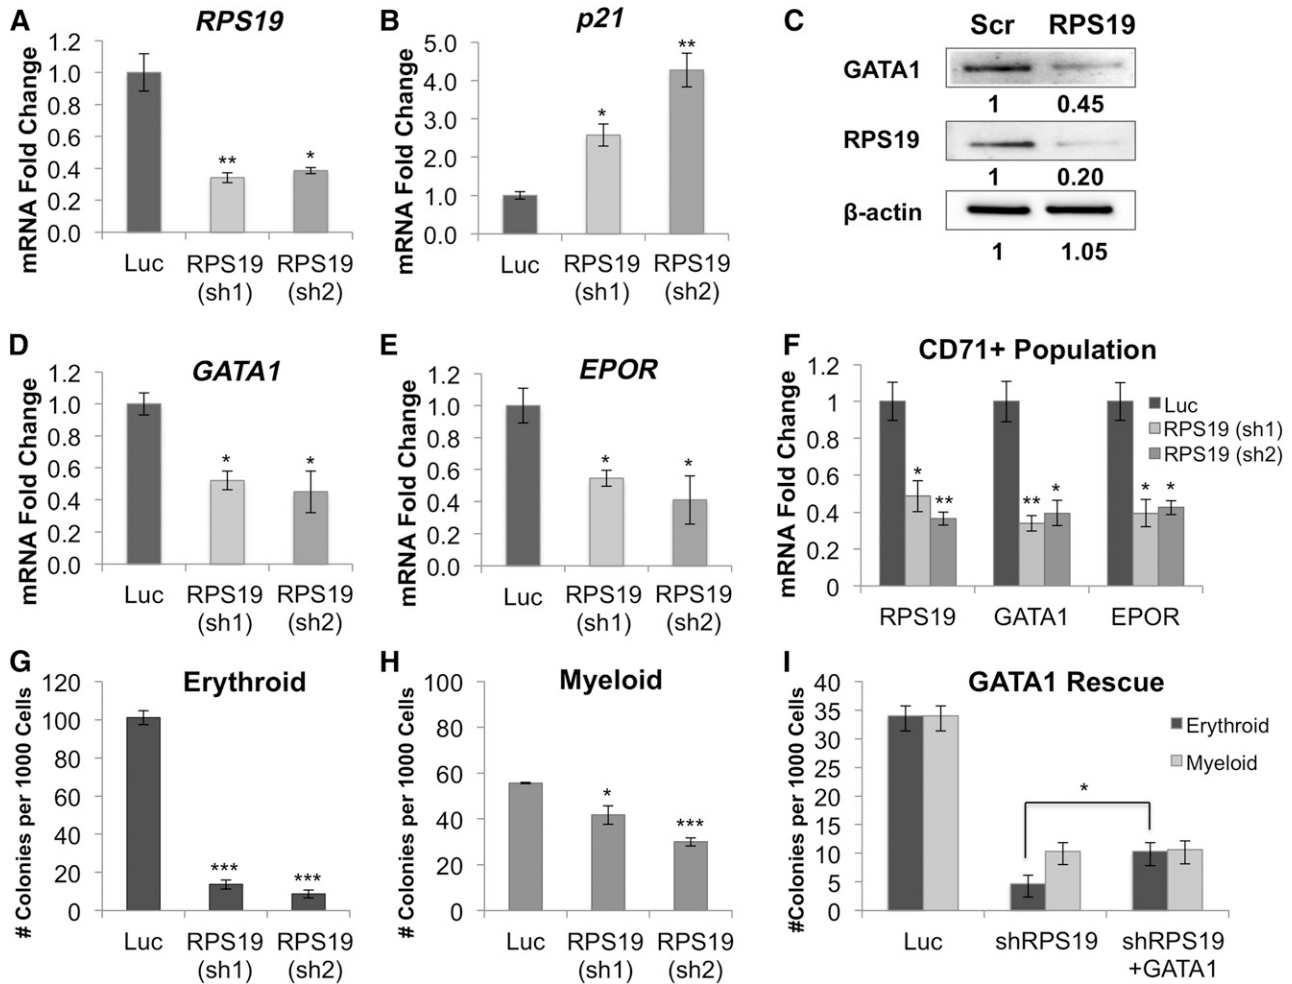 A
RPS19
mRNA Fold Change
1.2
1.0
0.8
0.6
0.4
0.2
0.0
**
*
Luc
RPS19
(sh1)
RPS19
(sh2)
B
p21
mRNA Fold Change
5.0
4.0
3.0
2.0
1.0
0.0
*
**
Luc
RPS19
(sh1)
RPS19
(sh2)
C
Scr RPS19
GATA1
1 0.45
RPS19
1 0.20
β-actin
1 1.05
D
GATA1
mRNA Fold Change
1.2
1.0
0.8
0.6
0.4
0.2
0.0
*
*
Luc
RPS19
(sh1)
RPS19
(sh2)
E
EPOR
mRNA Fold Change
1.2
1.0
0.8
0.6
0.4
0.2
0.0
*
*
Luc
RPS19
(sh1)
RPS19
(sh2)
F
CD71+ Population
mRNA Fold Change
1.2
1
0.8
0.6
0.4
0.2
0
*
**
**
*
*
*
Luc
RPS19 (sh1)
RPS19 (sh2)
RPS19 GATA1 EPOR
G
Erythroid
# Colonies per 1000 Cells
120
100
80
60
40
20
0
***
***
Luc
RPS19
(sh1)
RPS19
(sh2)
H
Myeloid
# Colonies per 1000 Cells
100
80
60
40
20
0
*
***
Luc
RPS19
(sh1)
RPS19
(sh2)
I
GATA1 Rescue
#Colonies per 1000 Cells
40
35
30
25
20
15
10
5
0
*
Erythroid
Myeloid
Luc
shRPS19
shRPS19
+GATA1